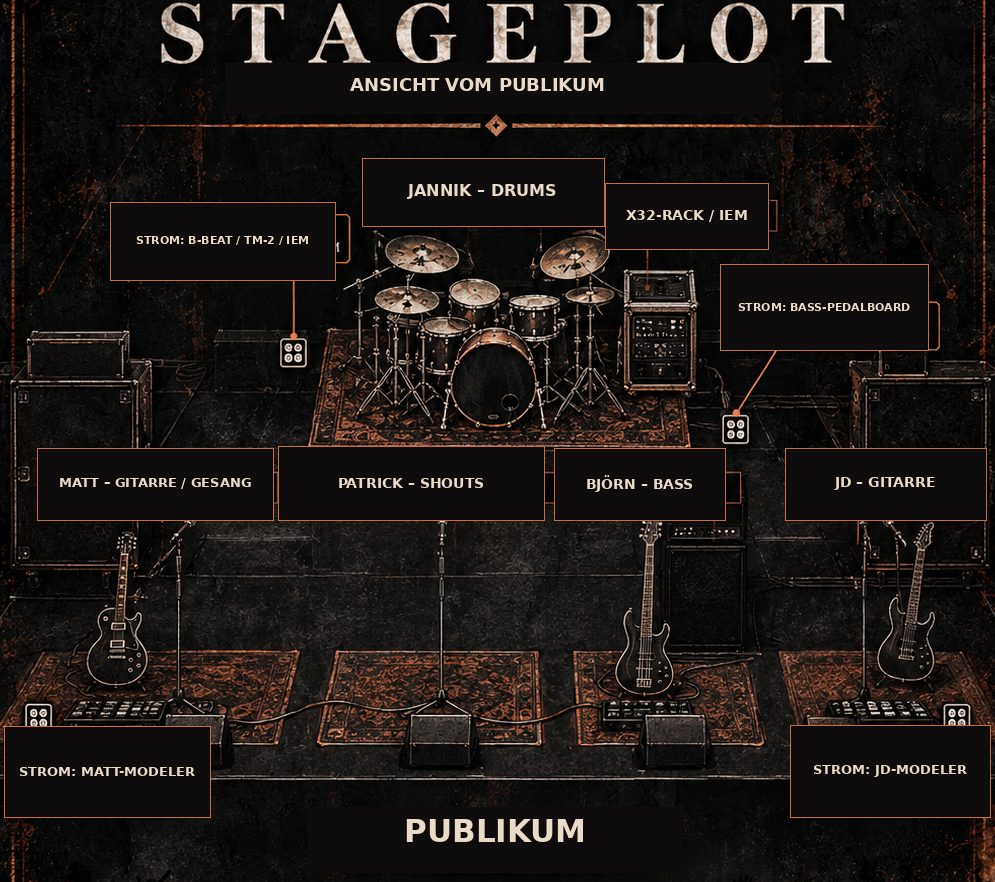 STAGEPLOT
ANSICHT VOM PUBLIKUM
JANNIK – DRUMS
X32-RACK / IEM
STROM: B-BEAT / TM-2 / IEM
STROM: BASS-PEDALBOARD
MATT – GITARRE / GESANG
PATRICK – SHOUTS
BJÖRN – BASS
JD – GITARRE
STROM: MATT-MODELER
STROM: JD-MODELER
PUBLIKUM